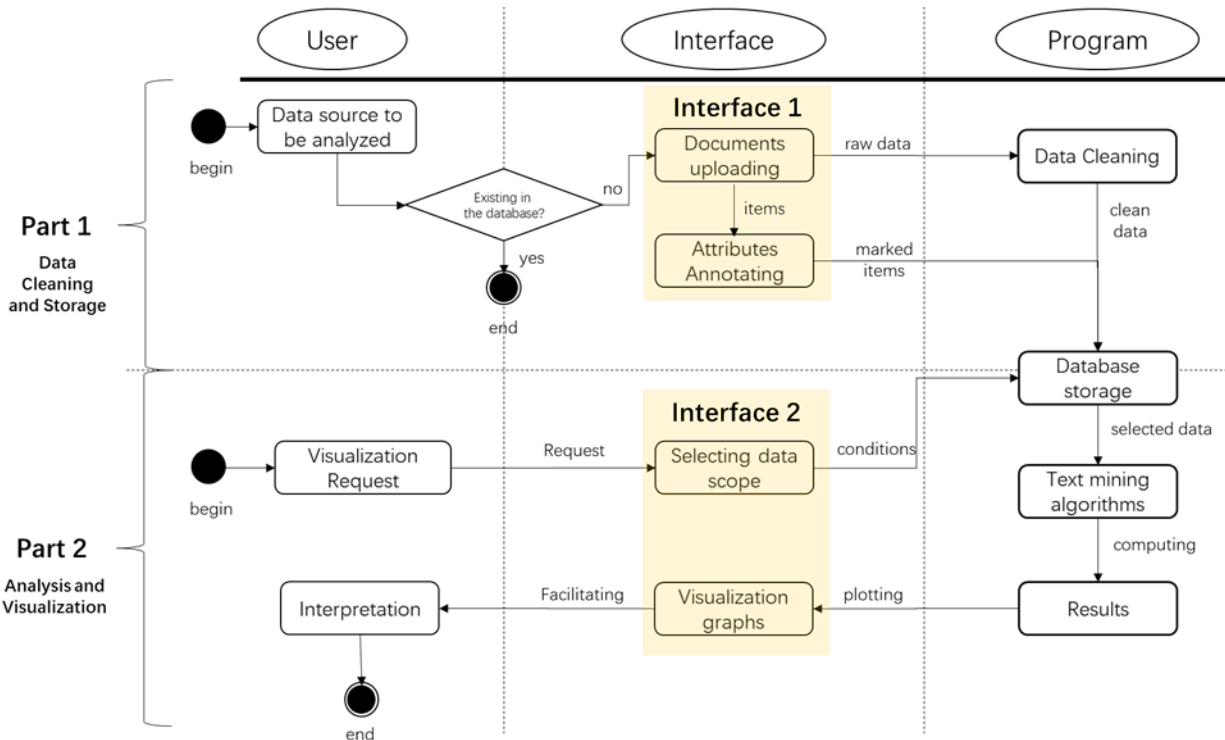 User
Interface
Program
Part 1
Data
Cleaning
and Storage
begin
Data source to
be analyzed
Existing in
the database?
no
yes
end
Interface 1
Documents
uploading
items
Attributes
Annotating
raw data
marked
items
Data Cleaning
clean
data
Database
storage
Part 2
Analysis and
Visualization
begin
Visualization
Request
Request
Interface 2
Selecting data
scope
conditions
selected data
Text mining
algorithms
computing
Results
plotting
Visualization
graphs
Facilitating
Interpretation
end